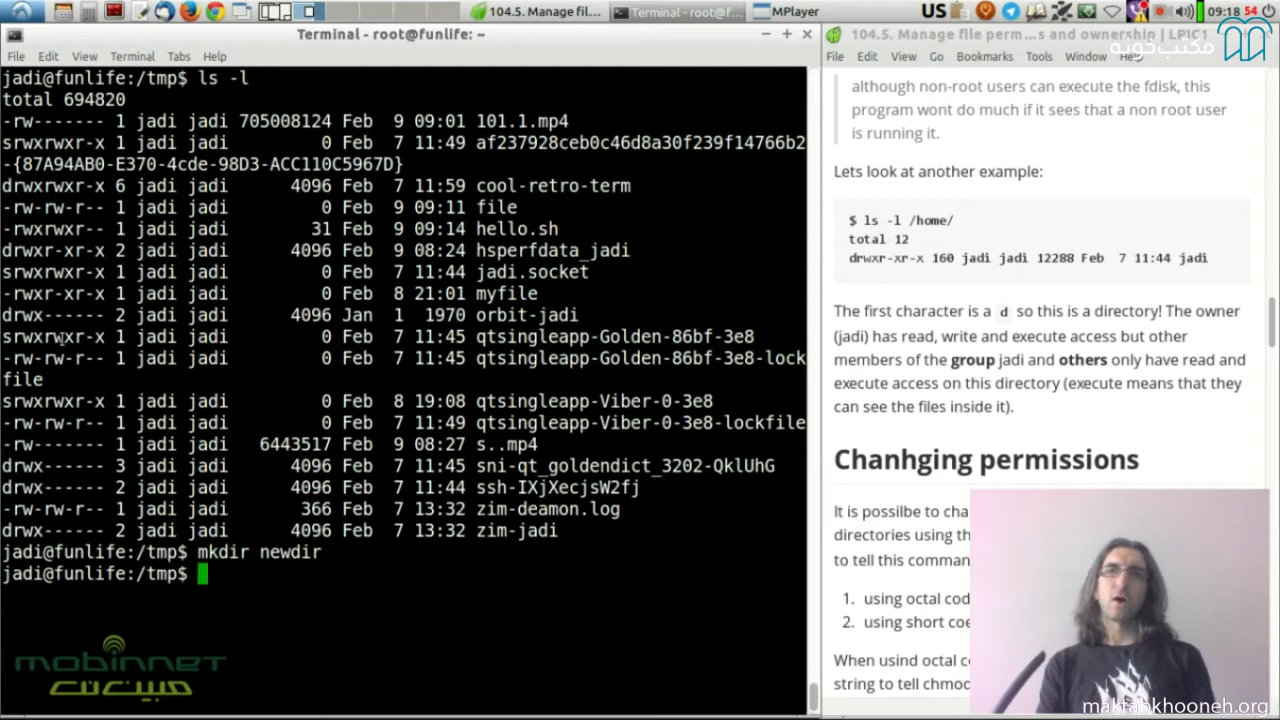 104.5. Manage fil...
Terminal - root@f...
MPlayer
US
09:18 54
Terminal - root@funlife: ~
File Edit View Terminal Tabs Help
jadi@funlife:/tmp$ ls -l
total 694820
-rw------- 1 jadi jadi 705008124 Feb 9 09:01 101.1.mp4
srwxrwxr-x 1 jadi jadi 0 Feb 7 11:49 af237928ceb0c46d8a30f239f14766b2
-{87A94AB0-E370-4cde-98D3-ACC110C5967D}
drwxrwxr-x 6 jadi jadi 4096 Feb 7 11:59 cool-retro-term
-rw-rw-r-- 1 jadi jadi 0 Feb 9 09:11 file
-rw-rw-r-- 1 jadi jadi 31 Feb 9 09:14 hello.sh
drwxr-xr-x 2 jadi jadi 4096 Feb 9 08:24 hsperfdata_jadi
srwxrwxr-x 1 jadi jadi 0 Feb 7 11:44 jadi.socket
-rwxr-xr-x 1 jadi jadi 0 Feb 8 21:01 myfile
drwx------ 2 jadi jadi 4096 Jan 1 1970 orbit-jadi
srwxrwxr-x 1 jadi jadi 0 Feb 7 11:45 qtsingleapp-Golden-86bf-3e8
-rw-rw-r-- 1 jadi jadi 0 Feb 7 11:45 qtsingleapp-Golden-86bf-3e8-lock
file
srwxrwxr-x 1 jadi jadi 0 Feb 8 19:08 qtsingleapp-Viber-0-3e8
-rw-rw-r-- 1 jadi jadi 0 Feb 7 11:49 qtsingleapp-Viber-0-3e8-lockfile
-rw------- 1 jadi jadi 6443517 Feb 9 08:27 s..mp4
drwx------ 3 jadi jadi 4096 Feb 7 11:45 sni-qt_goldendict_3202-QklUhG
drwx------ 2 jadi jadi 4096 Feb 7 11:44 ssh-IXjXecjsW2fj
-rw-rw-r-- 1 jadi jadi 366 Feb 7 13:32 zim-deamon.log
drwx------ 2 jadi jadi 4096 Feb 7 13:32 zim-jadi
jadi@funlife:/tmp$ mkdir newdir
jadi@funlife:/tmp$
mobinnet
مبین‌نت
104.5. Manage file perm...s and ownership | LPIC1
مکتب‌خونه
File Edit View Go Bookmarks Tools Window Help
although non-root users can execute the fdisk, this
program wont do much if it sees that a non root user
is running it.
Lets look at another example:
$ ls -l /home/
total 12
drwxr-xr-x 160 jadi jadi 12288 Feb 7 11:44 jadi
The first character is a d so this is a directory! The owner
(jadi) has read, write and execute access but other
members of the group jadi and others only have read and
execute access on this directory (execute means that they
can see the files inside it).
Chanhging permissions
It is possilbe to cha
directories using th
to tell this comman
1. using octal cod
2. using short co
When usind octal c
string to tell chmo
maktabkhooneh.org